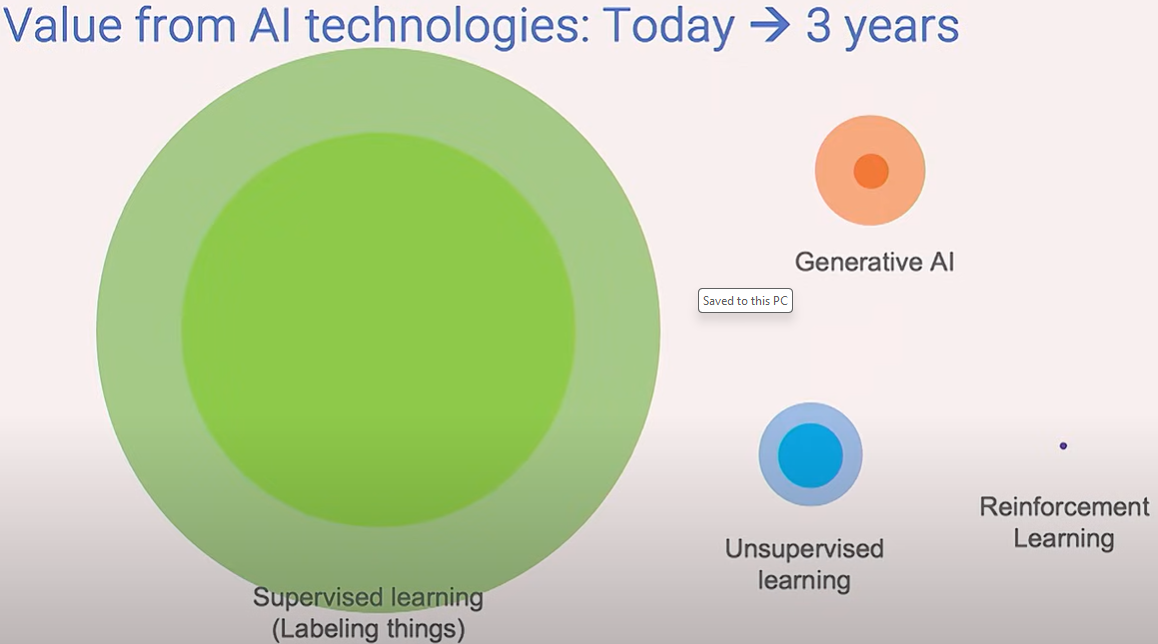 Value from AI technologies: Today → 3 years
Generative AI
Saved to this PC
Reinforcement
Learning
Unsupervised
learning
Supervised learning
(Labeling things)